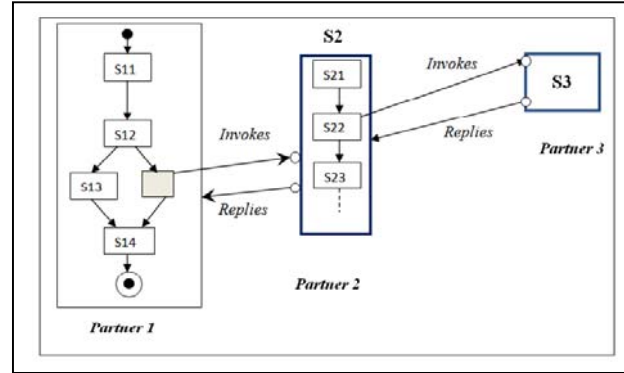 S11
S12
S13
S14
Partner 1
Invokes
Replies
S2
S21
S22
S23
Partner 2
Invokes
Replies
S3
Partner 3